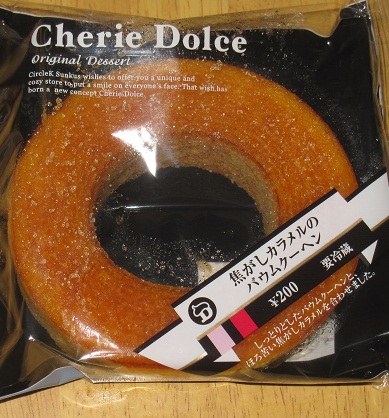 Cherie Dolce
Original Dessert
CircleK Sunkus wishes to offer you a unique and
cozy store to put a smile on everyone's face. That wish has
born a new concept Cherie Dolce.
焦がしカラメルの
バウムクーヘン
¥200
要冷蔵
しっとりとしたバウムクーヘンと、
ほろ苦い焦がしカラメルを合わせました。